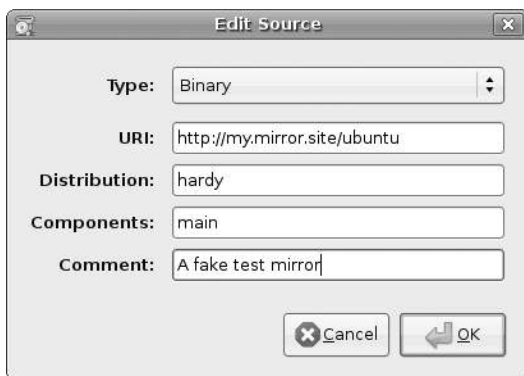 Edit Source
Type: Binary
URI: http://my.mirror.site/ubuntu
Distribution: hardy
Components: main
Comment: A fake test mirror
Cancel OK